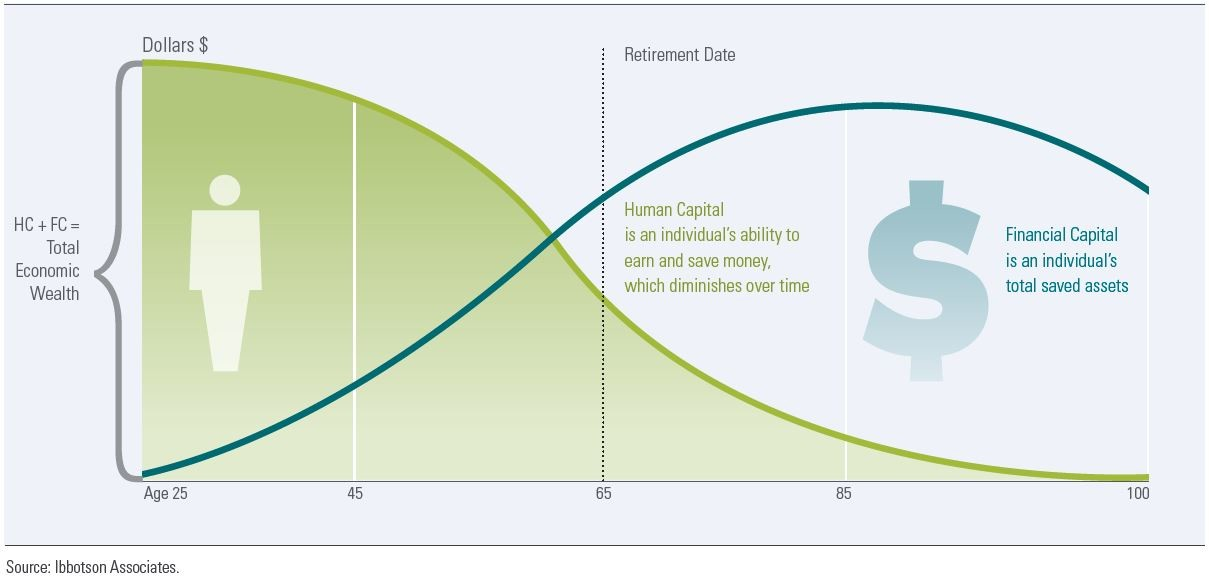 Dollars $
Retirement Date
HC + FC =
Total
Economic
Wealth
Human Capital
is an individual's ability to
earn and save money,
which diminishes over time
$
Financial Capital
is an individual's
total saved assets
Age 25 45 65 85 100
Source: Ibbotson Associates.